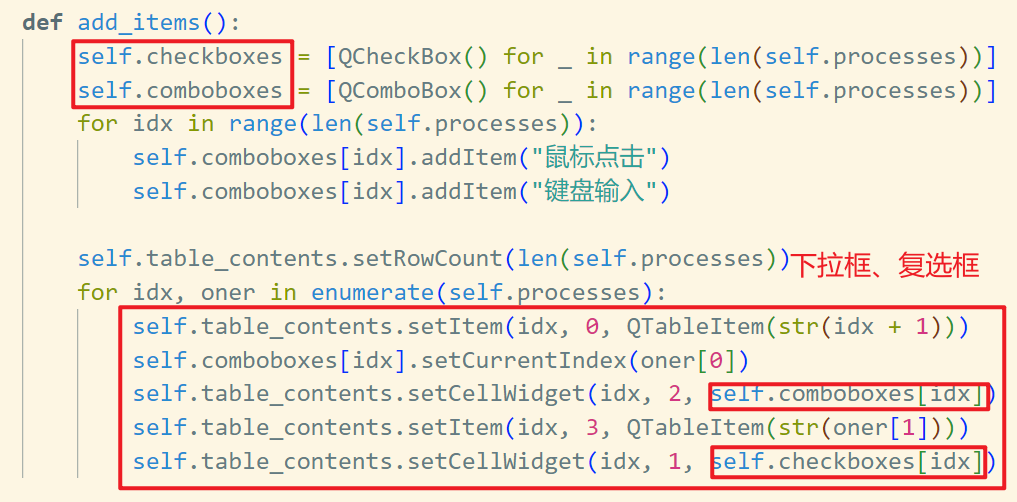 def add_items():
    self.checkboxes = [QCheckBox() for _ in range(len(self.processes))]
    self.comboboxes = [QComboBox() for _ in range(len(self.processes))]
    for idx in range(len(self.processes)):
        self.comboboxes[idx].addItem("鼠标点击")
        self.comboboxes[idx].addItem("键盘输入")
    self.table_contents.setRowCount(len(self.processes))
下拉框、复选框
    for idx, oner in enumerate(self.processes):
        self.table_contents.setItem(idx, 0, QTableItem(str(idx + 1)))
        self.comboboxes[idx].setCurrentIndex(oner[0])
        self.table_contents.setCellWidget(idx, 2, self.comboboxes[idx])
        self.table_contents.setItem(idx, 3, QTableItem(str(oner[1])))
        self.table_contents.setCellWidget(idx, 1, self.checkboxes[idx])